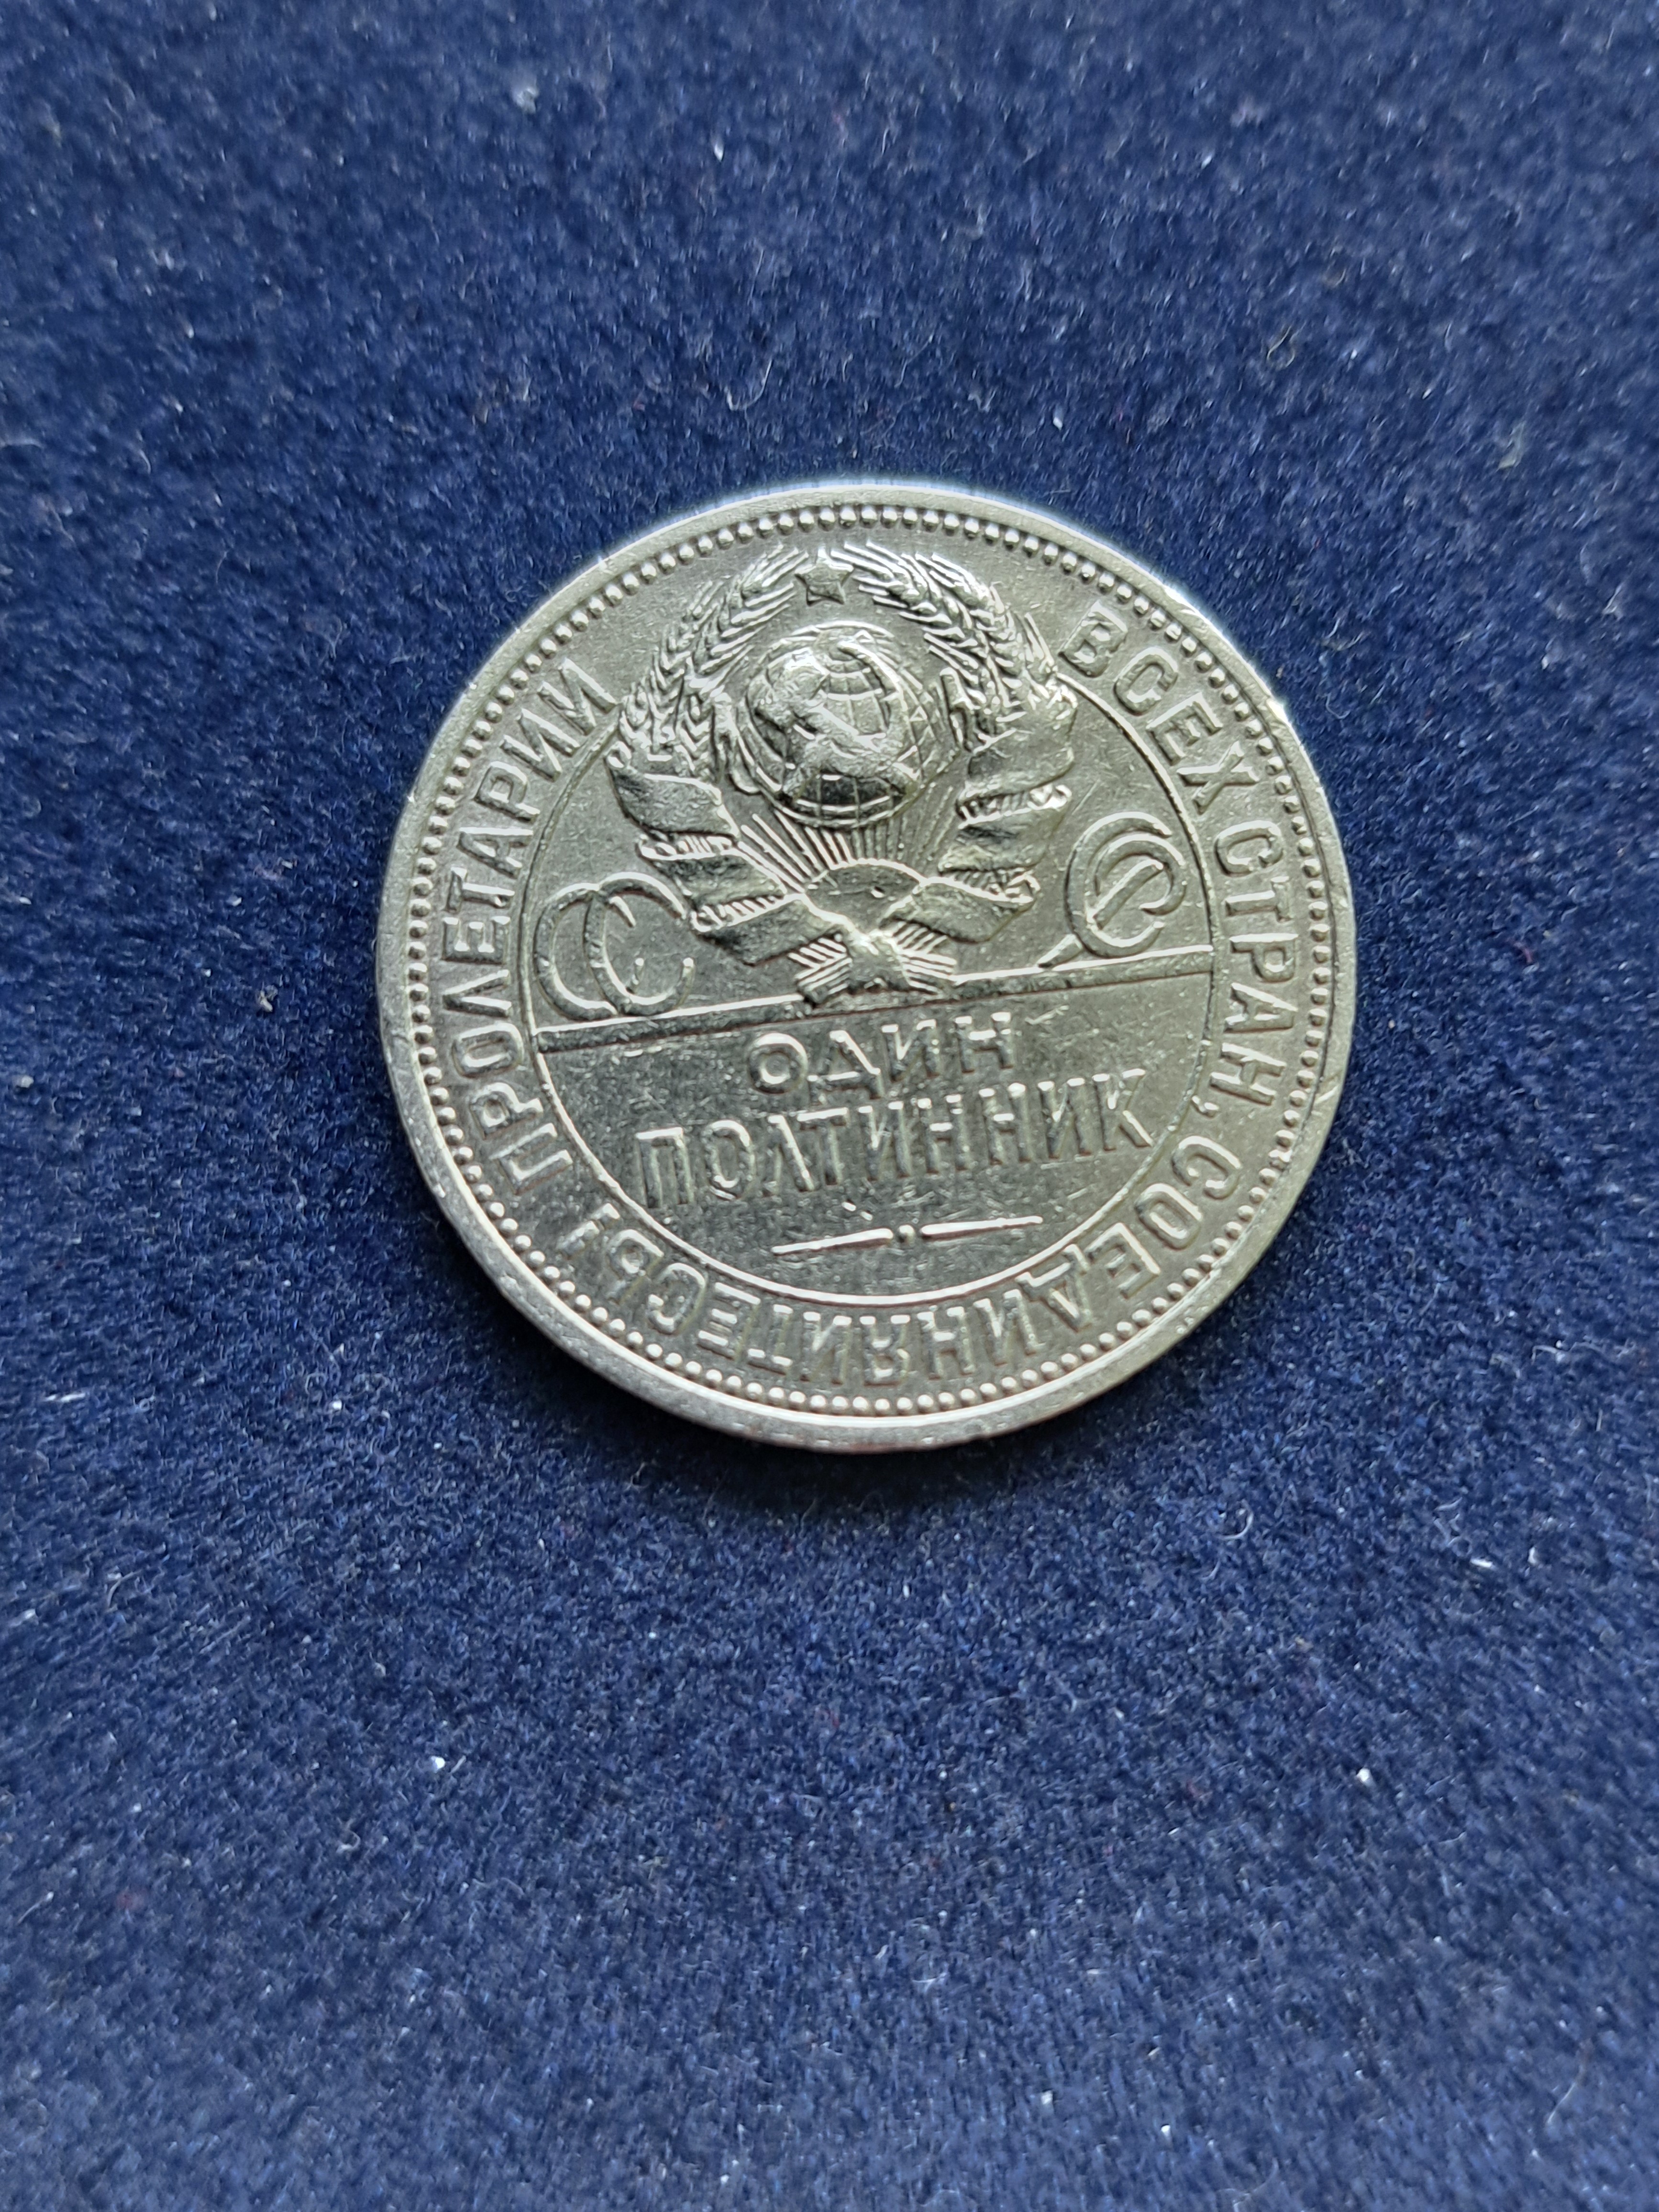 ПРОЛЕТАРИИ ВСЕХ СТРАН, СОЕДИНЯЙТЕСЬ!
СС СР
ОДИН
ПОЛТИННИК